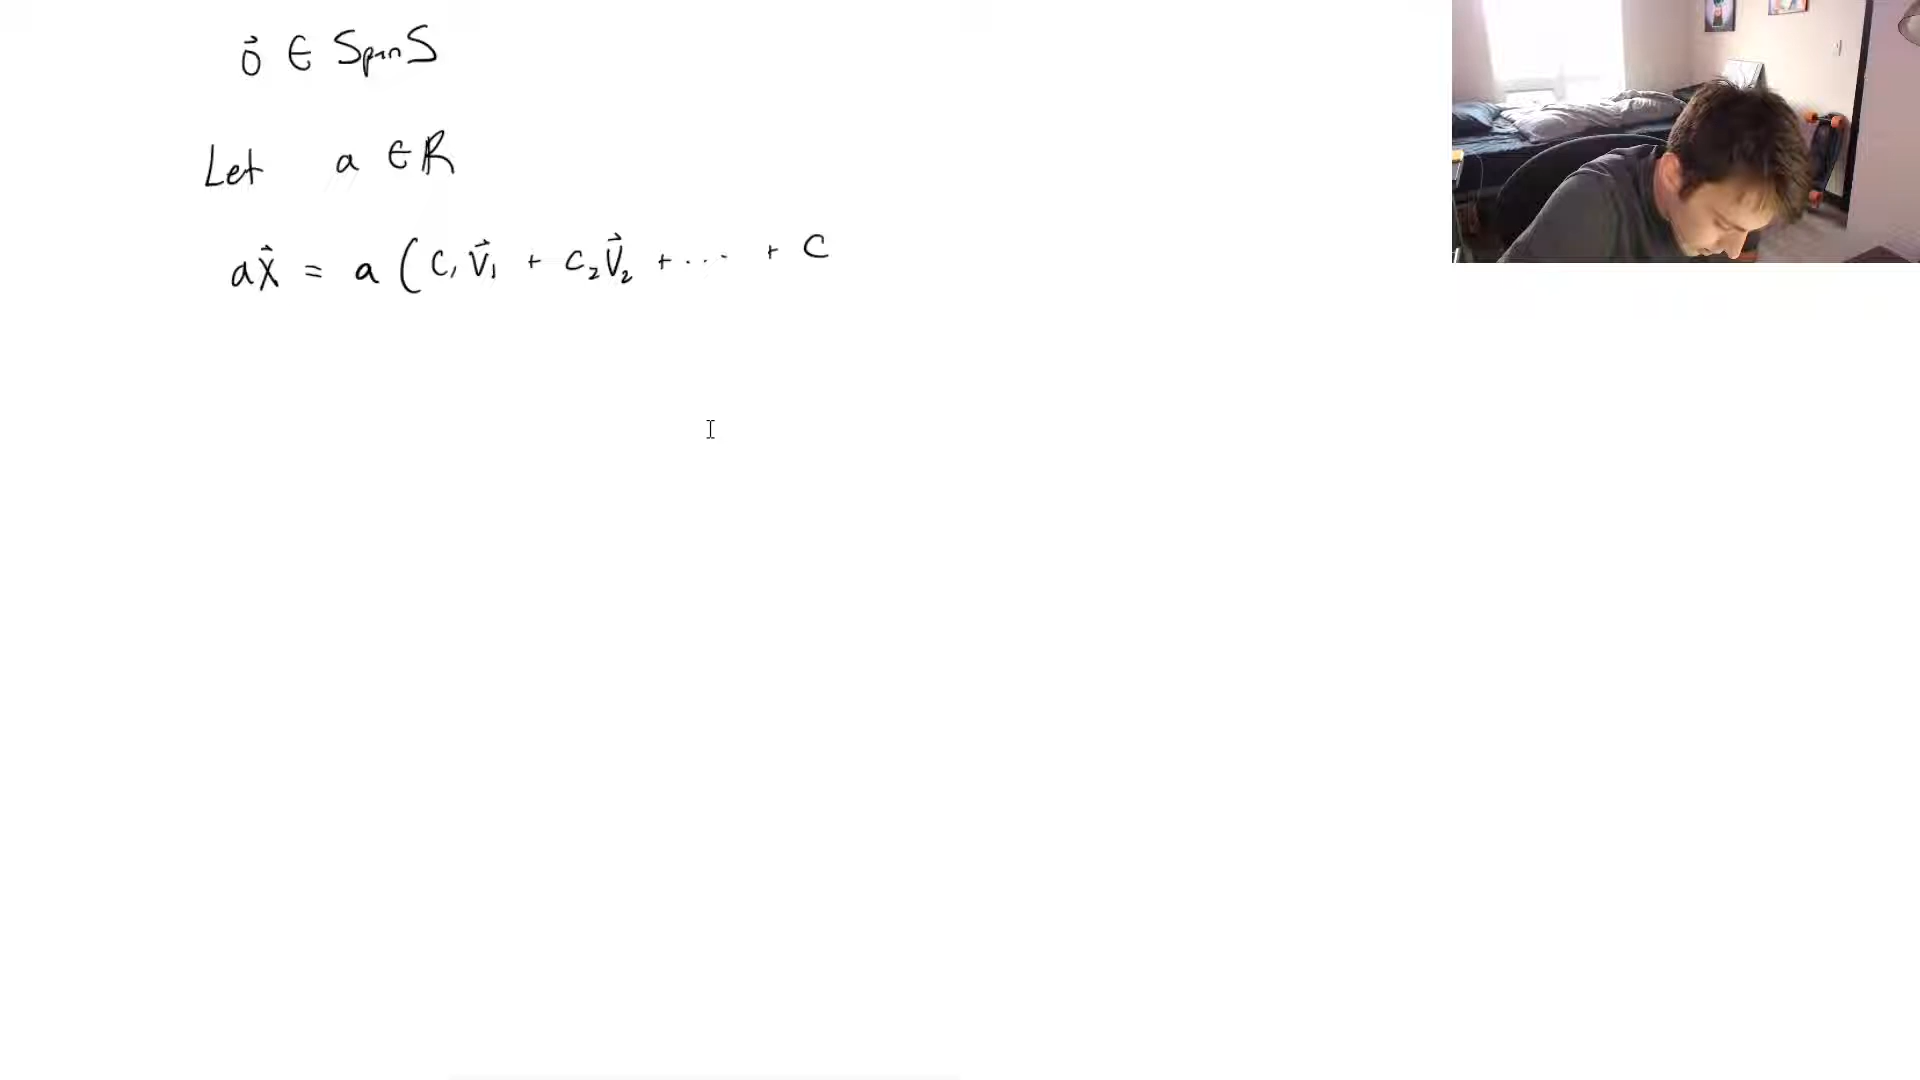 0⃗ ∈ Span S
Let a ∈ ℝ
ax⃗ = a (c₁v⃗₁ + c₂v⃗₂ + ... + c